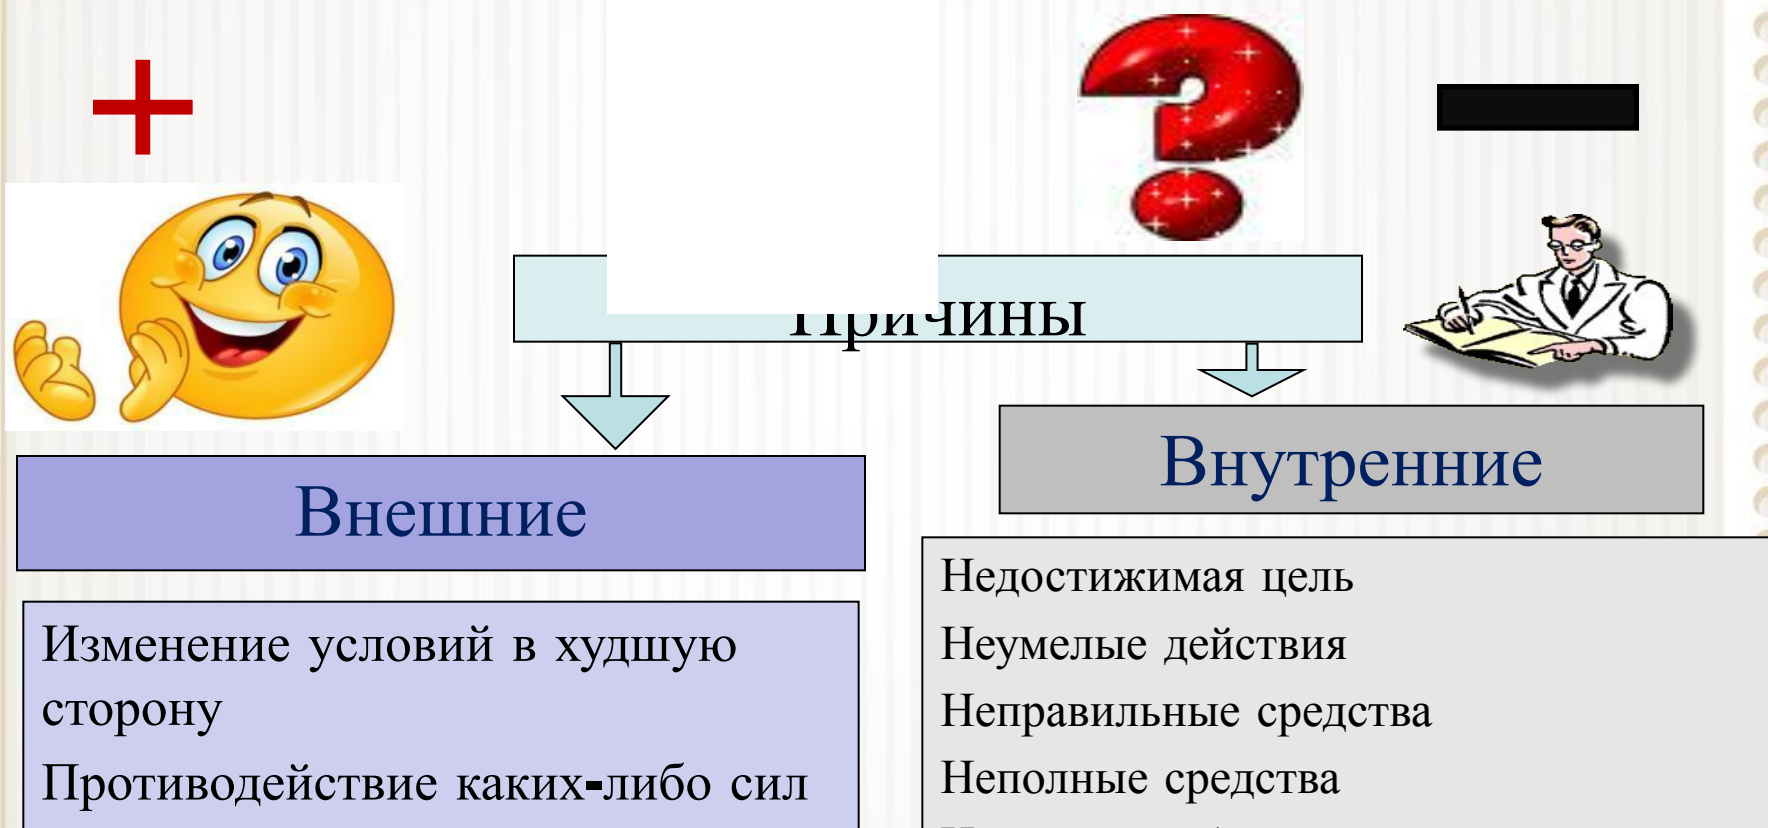 Причины
Внешние
Внутренние
Изменение условий в худшую
сторону
Противодействие каких-либо сил
Недостижимая цель
Неумелые действия
Неправильные средства
Неполные средства